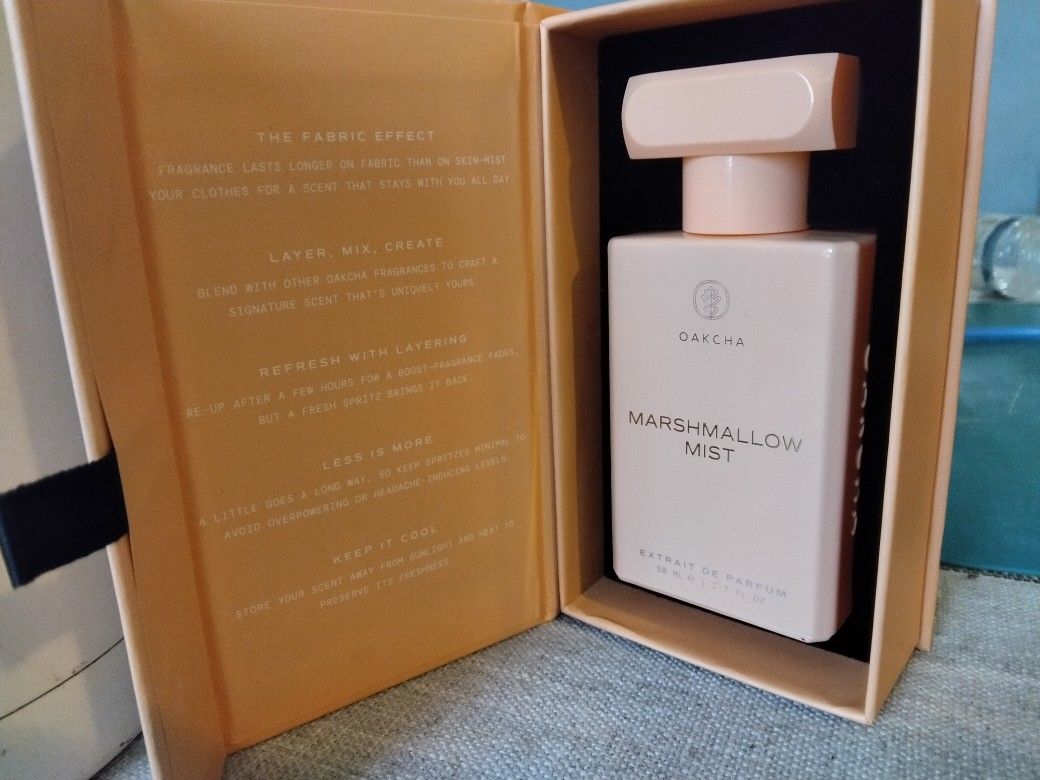 THE FABRIC EFFECT
FRAGRANCE LASTS LONGER ON FABRIC THAN ON SKIN-MIST
YOUR CLOTHES FOR A SCENT THAT STAYS WITH YOU ALL DAY.
LAYER, MIX, CREATE
BLEND WITH OTHER OAKCHA FRAGRANCES TO CRAFT A
SIGNATURE SCENT THAT'S UNIQUELY YOURS.
REFRESH WITH LAYERING
RE-UP AFTER A FEW HOURS FOR A BOOST-FRAGRANCE FADES,
BUT A FRESH SPRITZ BRINGS IT BACK.
LESS IS MORE
A LITTLE GOES A LONG WAY, SO KEEP SPRITZES MINIMAL TO
AVOID OVERPOWERING OR HEADACHE-INDUCING LEVELS.
KEEP IT COOL
STORE YOUR SCENT AWAY FROM SUNLIGHT AND HEAT TO
PRESERVE ITS FRESHNESS.
OAKCHA
MARSHMALLOW
MIST
EXTRAIT DE PARFUM
50 ML ℮ | 1.7 FL OZ